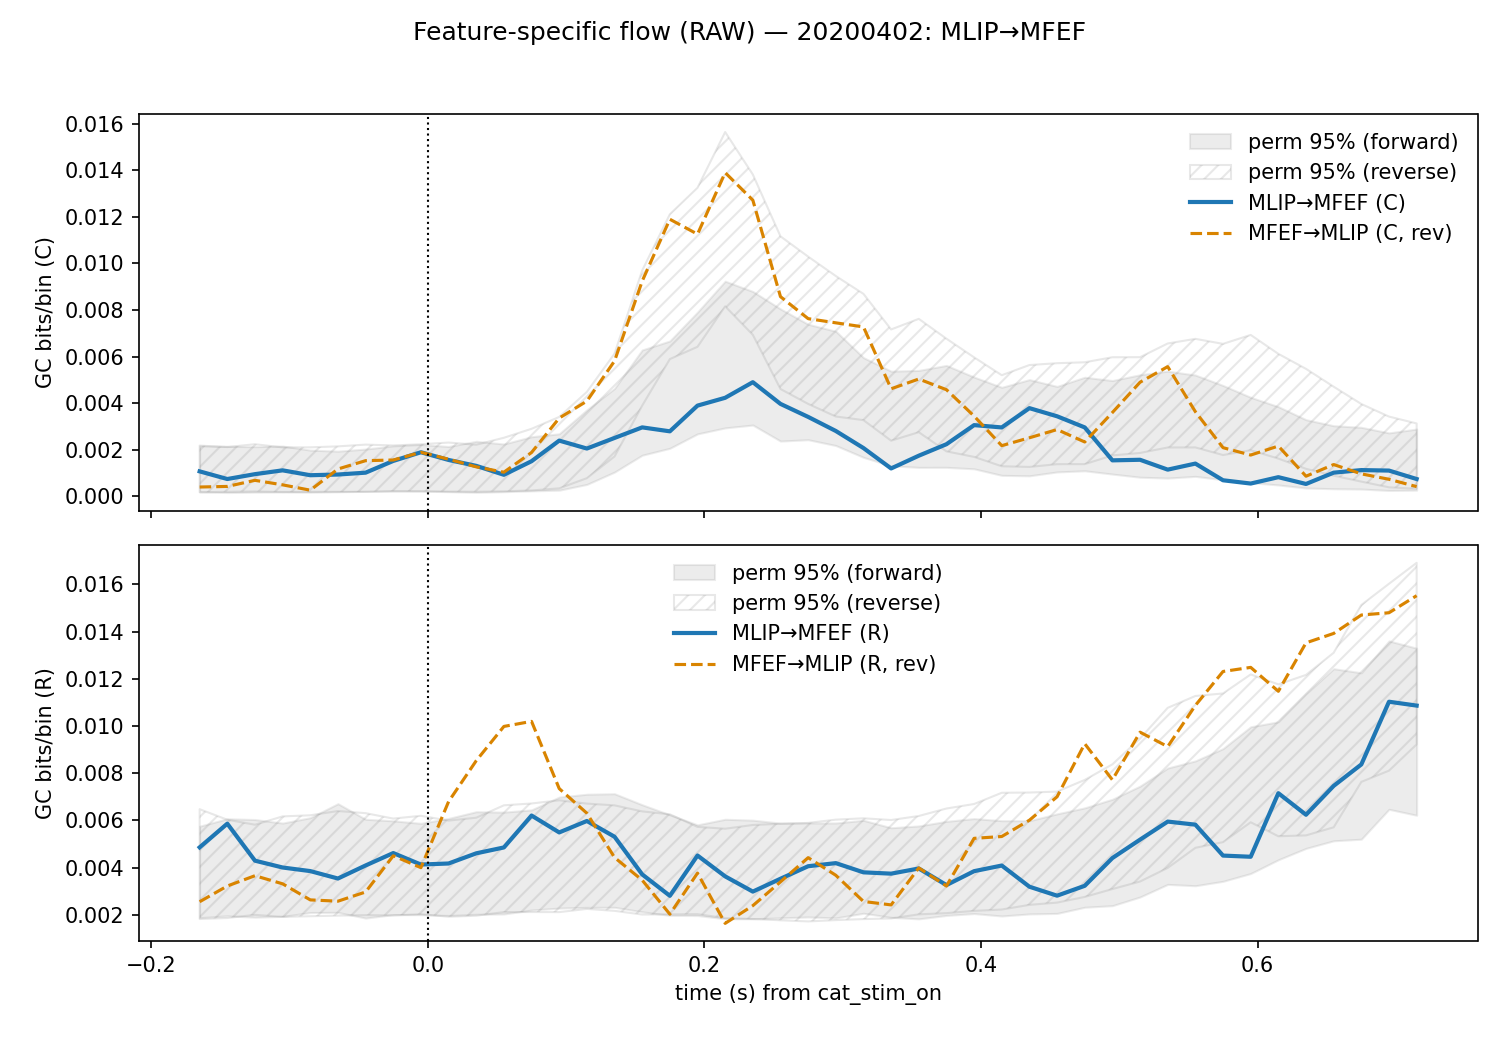 Feature-specific flow (RAW) — 20200402: MLIP→MFEF
GC bits/bin (C)
0.016
0.014
0.012
0.010
0.008
0.006
0.004
0.002
0.000
perm 95% (forward)
perm 95% (reverse)
MLIP→MFEF (C)
MFEF→MLIP (C, rev)
GC bits/bin (R)
0.016
0.014
0.012
0.010
0.008
0.006
0.004
0.002
perm 95% (forward)
perm 95% (reverse)
MLIP→MFEF (R)
MFEF→MLIP (R, rev)
−0.2 0.0 0.2 0.4 0.6
time (s) from cat_stim_on